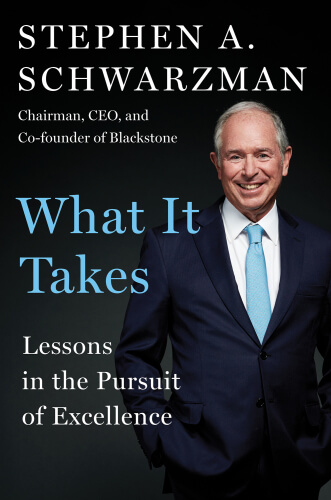 STEPHEN A.
SCHWARZMAN
Chairman, CEO, and
Co-founder of Blackstone
What It
Takes
Lessons
in the Pursuit
of Excellence